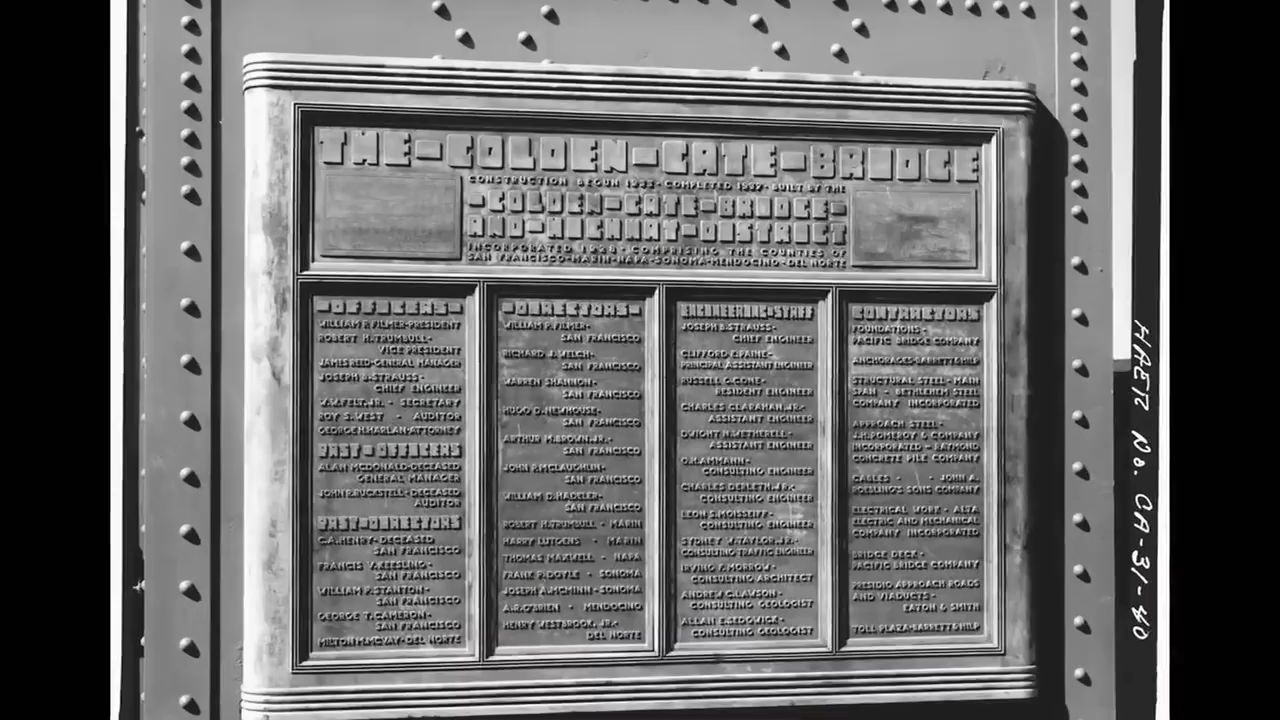 THE-GOLDEN-GATE-BRIDGE
CONSTRUCTION BEGUN 1933-COMPLETED 1937-BUILT BY THE
-GOLDEN-GATE-BRIDGE-
AND-HIGHWAY-DISTRICT
INCORPORATED 1928-COMPRISING THE COUNTIES OF
SAN FRANCISCO-MARIN-NAPA-SONOMA-MENDOCINO-DEL NORTE
-OFFICERS-
WILLIAM P. FILMER-PRESIDENT
ROBERT H. TRUMBULL-
VICE PRESIDENT
JAMES REED-GENERAL MANAGER
JOSEPH B. STRAUSS-
CHIEF ENGINEER
W.W. FELT, JR. - SECRETARY
ROY S. WEST - AUDITOR
GEORGE H. HARLAN-ATTORNEY
PAST-OFFICERS
ALAN MCDONALD-DECEASED
GENERAL MANAGER
JOHN R. RUCKSTELL-DECEASED
AUDITOR
PAST-DIRECTORS
C.A. HENRY-DECEASED
SAN FRANCISCO
FRANCIS V. KEESLING-
SAN FRANCISCO
WILLIAM P. STANTON-
SAN FRANCISCO
GEORGE T. CAMERON-
SAN FRANCISCO
MILTON M. MCVAY-DEL NORTE
-DIRECTORS-
WILLIAM P. FILMER-
SAN FRANCISCO
RICHARD J. WELCH-
SAN FRANCISCO
WARREN SHANNON-
SAN FRANCISCO
HUGO D. NEWHOUSE-
SAN FRANCISCO
ARTHUR M. BROWN, JR.-
SAN FRANCISCO
JOHN P. MCLAUGHLIN-
SAN FRANCISCO
WILLIAM D. HADELER-
SAN FRANCISCO
ROBERT H. TRUMBULL - MARIN
HARRY LUTGENS - MARIN
THOMAS MAXWELL - NAPA
FRANK P. DOYLE - SONOMA
JOSEPH A. MCMINN-SONOMA
A.R. O'BRIEN - MENDOCINO
HENRY WESTBROOK, JR.-
DEL NORTE
ENGINEERING-STAFF
JOSEPH B. STRAUSS-
CHIEF ENGINEER
CLIFFORD E. PAINE-
PRINCIPAL ASSISTANT ENGINEER
RUSSELL G. CONE-
RESIDENT ENGINEER
CHARLES CLARAHAN, JR.-
ASSISTANT ENGINEER
DWIGHT N. WETHERELL-
ASSISTANT ENGINEER
O.H. AMMANN-
CONSULTING ENGINEER
CHARLES DERLETH, JR.-
CONSULTING ENGINEER
LEON S. MOISSEIFF-
CONSULTING ENGINEER
SYDNEY W. TAYLOR, JR.-
CONSULTING TRAFFIC ENGINEER
IRVING F. MORROW-
CONSULTING ARCHITECT
ANDREW C. LAWSON-
CONSULTING GEOLOGIST
ALLAN E. SEDGWICK-
CONSULTING GEOLOGIST
CONTRACTORS
FOUNDATIONS-
PACIFIC BRIDGE COMPANY
ANCHORAGES-BARRETT & HILP
STRUCTURAL STEEL - MAIN
SPAN - BETHLEHEM STEEL
COMPANY INCORPORATED
APPROACH STEEL-
J.H. POMEROY & COMPANY
INCORPORATED - RAYMOND
CONCRETE PILE COMPANY
CABLES - JOHN A.
ROEBLING'S SONS COMPANY
ELECTRICAL WORK - ALTA
ELECTRIC AND MECHANICAL
COMPANY INCORPORATED
BRIDGE DECK-
PACIFIC BRIDGE COMPANY
PRESIDIO APPROACH ROADS
AND VIADUCTS-
EATON & SMITH
TOLL PLAZA-BARRETT & HILP
HAER No. CA-31-40